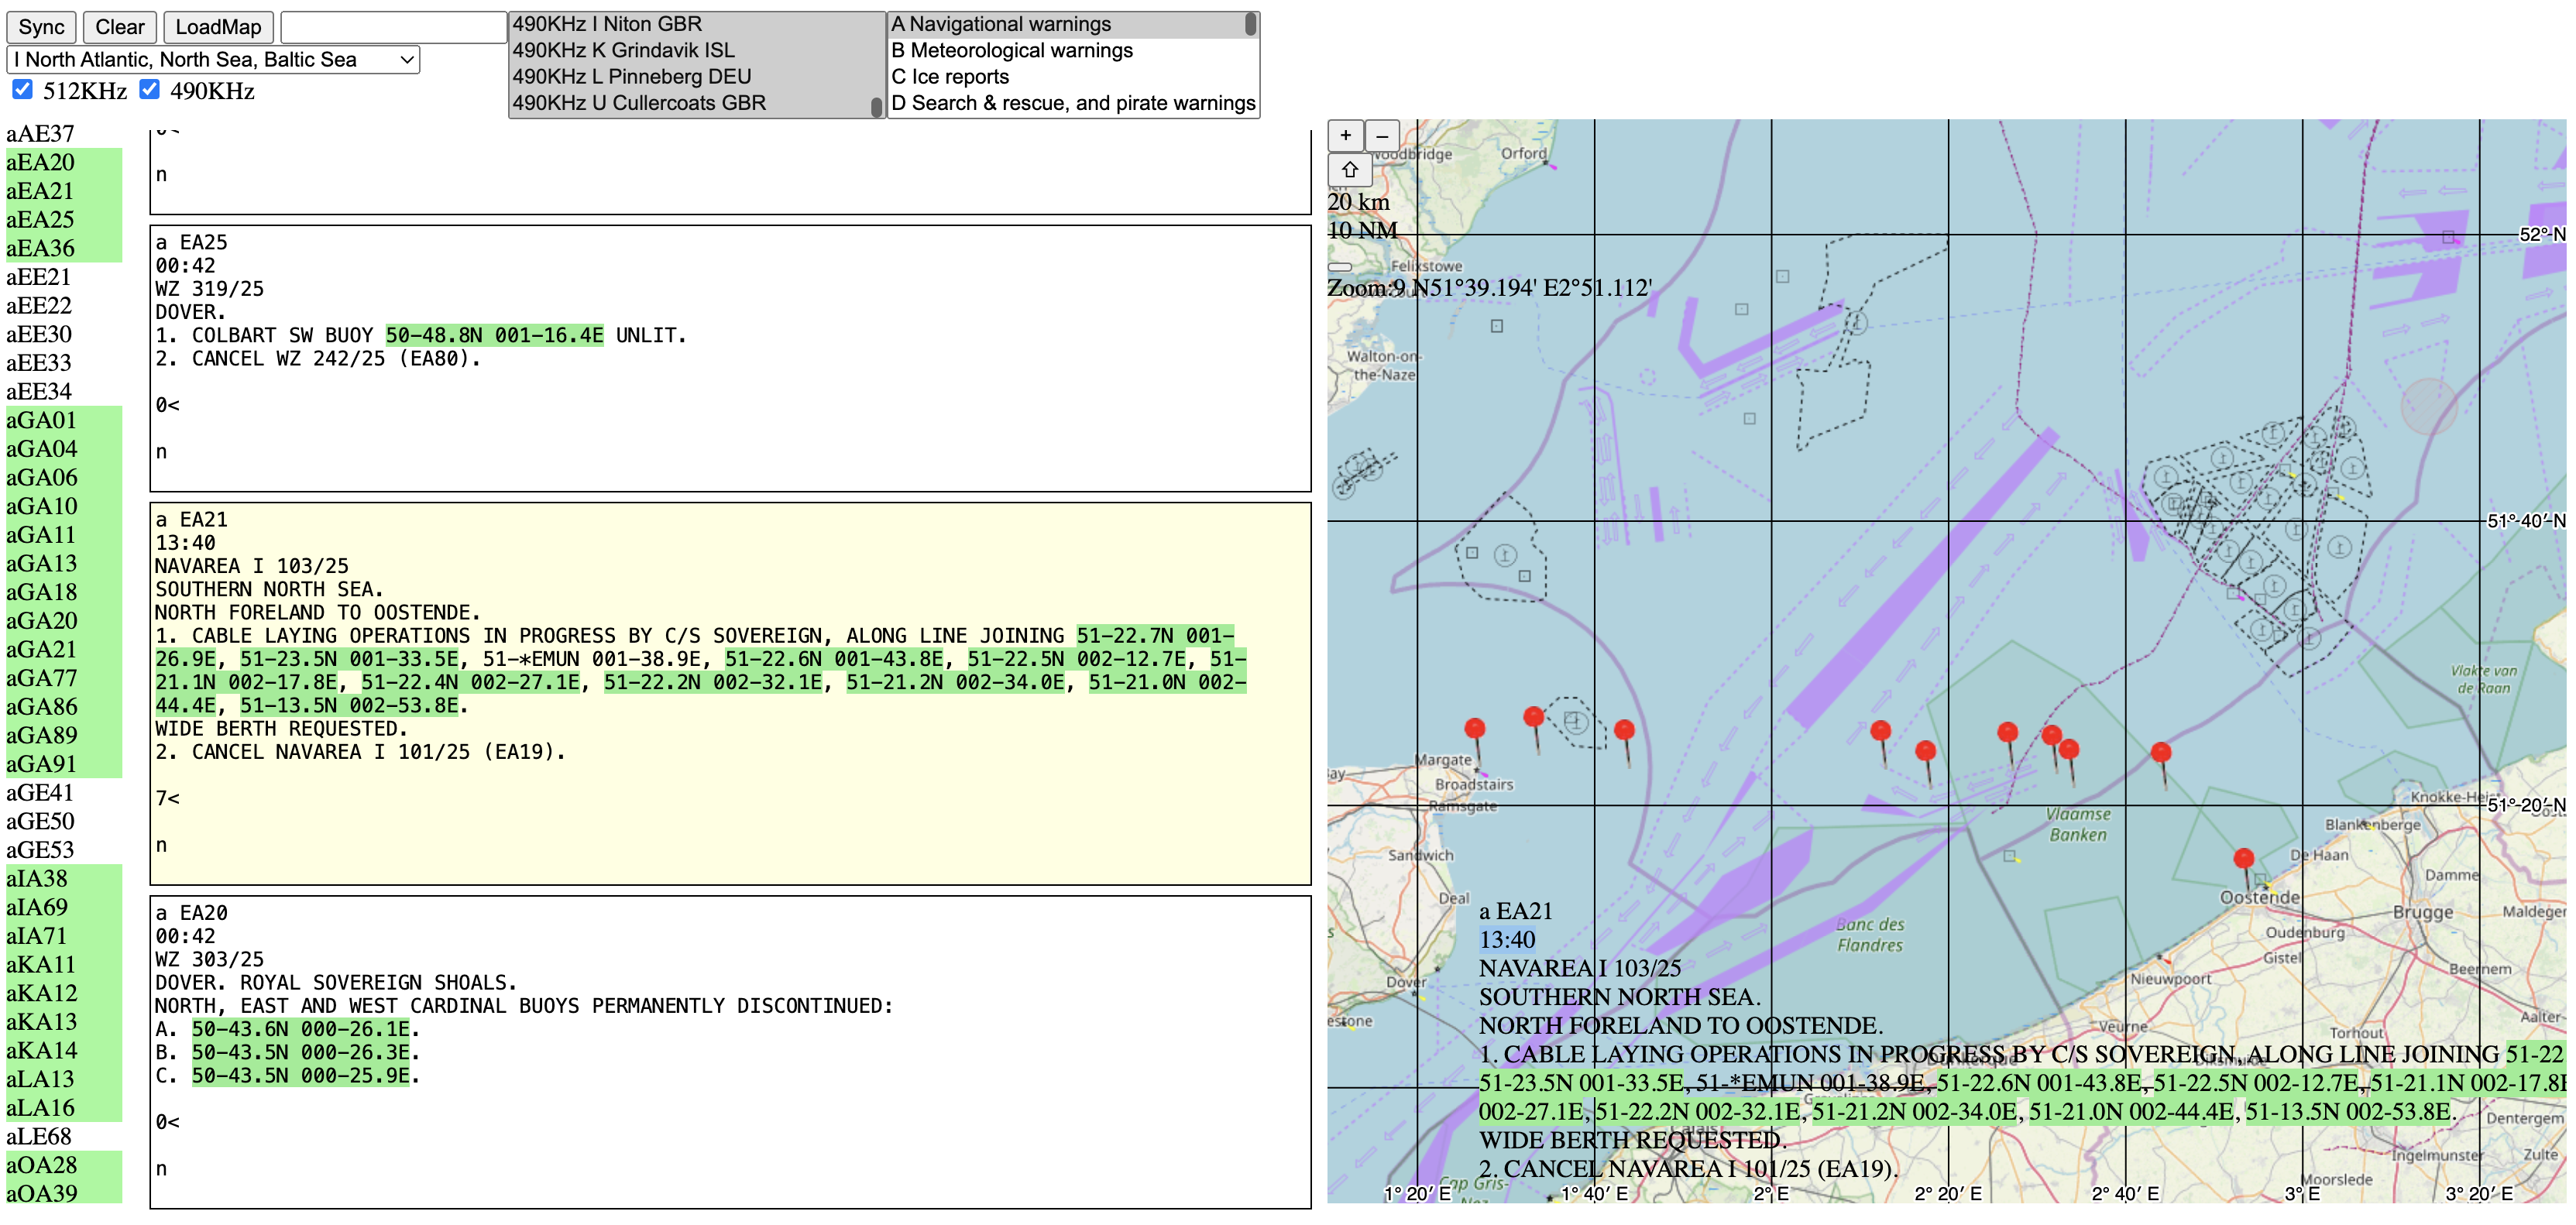 Sync Clear LoadMap
I North Atlantic, North Sea, Baltic Sea
512KHz 490KHz
490KHz I Niton GBR
490KHz K Grindavik ISL
490KHz L Pinneberg DEU
490KHz U Cullercoats GBR
A Navigational warnings
B Meteorological warnings
C Ice reports
D Search & rescue, and pirate warnings
aAE37
aEA20
aEA21
aEA25
aEA36
aEE21
aEE22
aEE30
aEE33
aEE34
aGA01
aGA04
aGA06
aGA10
aGA11
aGA13
aGA18
aGA20
aGA21
aGA77
aGA86
aGA89
aGA91
aGE41
aGE50
aGE53
aIA38
aIA69
aIA71
aKA11
aKA12
aKA13
aKA14
aLA13
aLA16
aLE68
aOA28
aOA39
n
a EA25
00:42
WZ 319/25
DOVER.
1. COLBART SW BUOY 50-48.8N 001-16.4E UNLIT.
2. CANCEL WZ 242/25 (EA80).
0<
n
a EA21
13:40
NAVAREA I 103/25
SOUTHERN NORTH SEA.
NORTH FORELAND TO OOSTENDE.
1. CABLE LAYING OPERATIONS IN PROGRESS BY C/S SOVEREIGN, ALONG LINE JOINING 51-22.7N 001-
26.9E, 51-23.5N 001-33.5E, 51-*EMUN 001-38.9E, 51-22.6N 001-43.8E, 51-22.5N 002-12.7E, 51-
21.1N 002-17.8E, 51-22.4N 002-27.1E, 51-22.2N 002-32.1E, 51-21.2N 002-34.0E, 51-21.0N 002-
44.4E, 51-13.5N 002-53.8E.
WIDE BERTH REQUESTED.
2. CANCEL NAVAREA I 101/25 (EA19).
7<
n
a EA20
00:42
WZ 303/25
DOVER. ROYAL SOVEREIGN SHOALS.
NORTH, EAST AND WEST CARDINAL BUOYS PERMANENTLY DISCONTINUED:
A. 50-43.6N 000-26.1E.
B. 50-43.5N 000-26.3E.
C. 50-43.5N 000-25.9E.
0<
n
+ –
⇧
20 km
10 NM
Zoom:9 N51°39.194' E2°51.112'
Woodbridge
Orford
Felixstowe
Walton-on-
the-Naze
52° N
51° 40′ N
51° 20′ N
Vlakte van
de Raan
Margate
Broadstairs
Ramsgate
Sandwich
Deal
Dover
Vlaamse
Banken
Banc des
Flandres
Knokke-Heist
Blankenberge
De Haan
Damme
Oostende
Brugge
Maldegem
Oudenburg
Gistel
Beernem
Nieuwpoort
Veurne
Torhout
Aalter
Diksmuide
Dentergem
Ingelmunster
Zulte
Moorslede
Calais
Cap Gris-
Nez
a EA21
13:40
NAVAREA I 103/25
SOUTHERN NORTH SEA.
NORTH FORELAND TO OOSTENDE.
1. CABLE LAYING OPERATIONS IN PROGRESS BY C/S SOVEREIGN, ALONG LINE JOINING 51-22
51-23.5N 001-33.5E, 51-*EMUN 001-38.9E, 51-22.6N 001-43.8E, 51-22.5N 002-12.7E, 51-21.1N 002-17.8E
002-27.1E, 51-22.2N 002-32.1E, 51-21.2N 002-34.0E, 51-21.0N 002-44.4E, 51-13.5N 002-53.8E.
WIDE BERTH REQUESTED.
2. CANCEL NAVAREA I 101/25 (EA19).
1° 20′ E
1° 40′ E
2° E
2° 20′ E
2° 40′ E
3° E
3° 20′ E